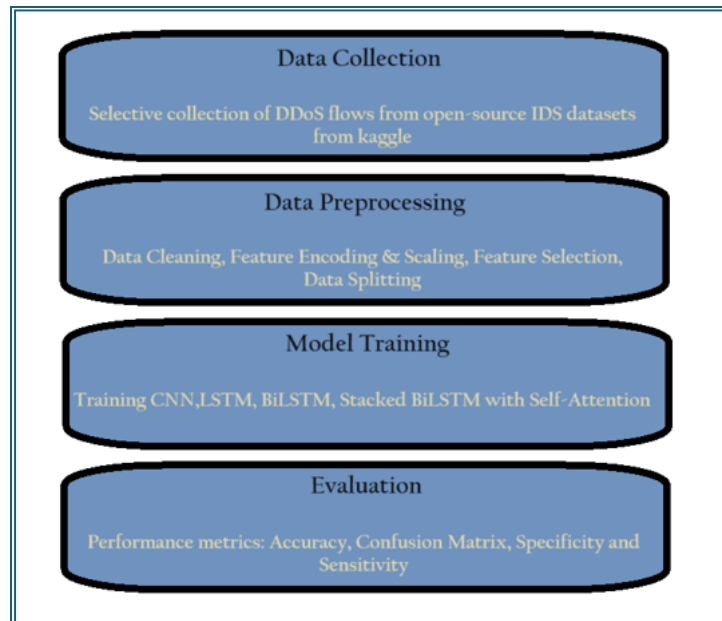 Data Collection
Selective collection of DDoS flows from open-source IDS datasets
from kaggle
Data Preprocessing
Data Cleaning, Feature Encoding & Scaling, Feature Selection,
Data Splitting
Model Training
Training CNN,LSTM, BiLSTM, Stacked BiLSTM with Self-Attention
Evaluation
Performance metrics: Accuracy, Confusion Matrix, Specificity and
Sensitivity